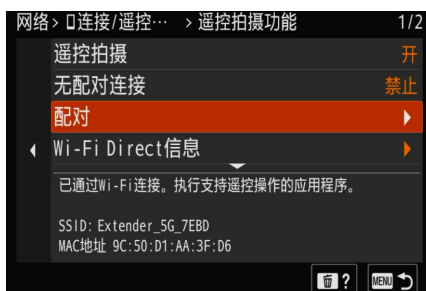 网络>连接/遥控… >遥控拍摄功能 1/2
遥控拍摄 开
无配对连接 禁止
配对
Wi-Fi Direct信息
已通过Wi-Fi连接。执行支持遥控操作的应用程序。
SSID: Extender_5G_7EBD
MAC地址 9C:50:D1:AA:3F:D6
? MENU